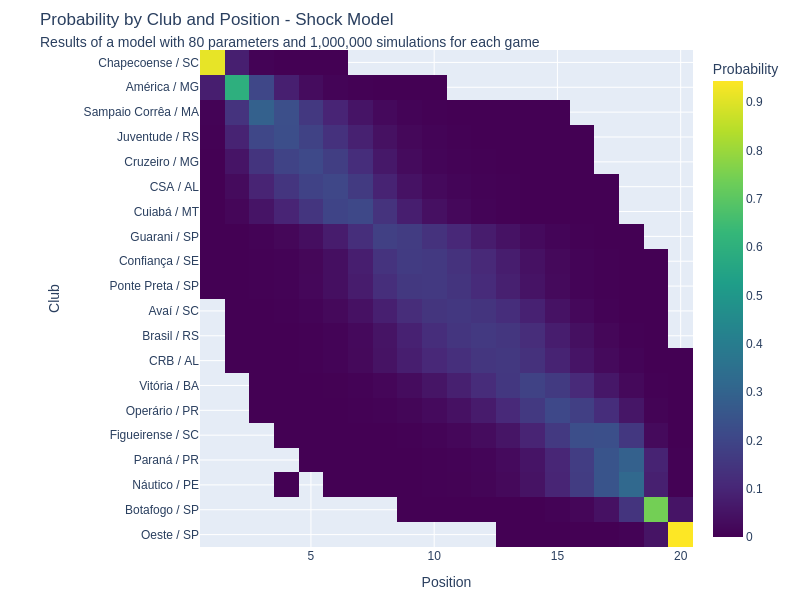 Probability by Club and Position - Shock Model
Results of a model with 80 parameters and 1,000,000 simulations for each game
Probability
Club
Chapecoense / SC
América / MG
Sampaio Corrêa / MA
Juventude / RS
Cruzeiro / MG
CSA / AL
Cuiabá / MT
Guarani / SP
Confiança / SE
Ponte Preta / SP
Avaí / SC
Brasil / RS
CRB / AL
Vitória / BA
Operário / PR
Figueirense / SC
Paraná / PR
Náutico / PE
Botafogo / SP
Oeste / SP
0.9
0.8
0.7
0.6
0.5
0.4
0.3
0.2
0.1
0
5 10 15 20
Position